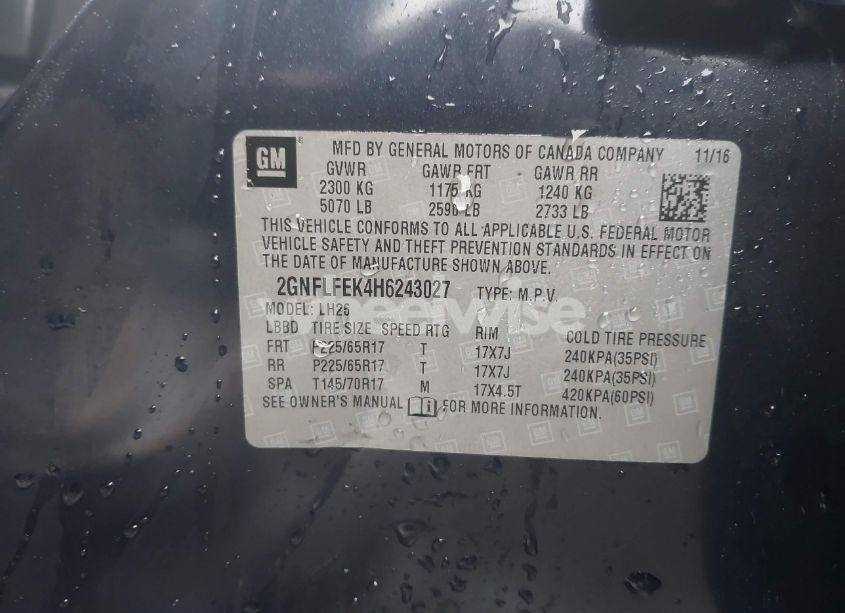 GM
MFD BY GENERAL MOTORS OF CANADA COMPANY 11/16
GVWR GAWR FRT GAWR RR
2300 KG 1175 KG 1240 KG
5070 LB 2590 LB 2733 LB
THIS VEHICLE CONFORMS TO ALL APPLICABLE U.S. FEDERAL MOTOR
VEHICLE SAFETY AND THEFT PREVENTION STANDARDS IN EFFECT ON
THE DATE OF MANUFACTURE SHOWN ABOVE.
2GNFLFEK4H6243027 TYPE: M.P.V.
MODEL: LH26
LBBD TIRE SIZE SPEED RTG RIM COLD TIRE PRESSURE
FRT P225/65R17 T 17X7J 240KPA(35PSI)
RR P225/65R17 T 17X7J 240KPA(35PSI)
SPA T145/70R17 M 17X4.5T 420KPA(60PSI)
SEE OWNER'S MANUAL FOR MORE INFORMATION.